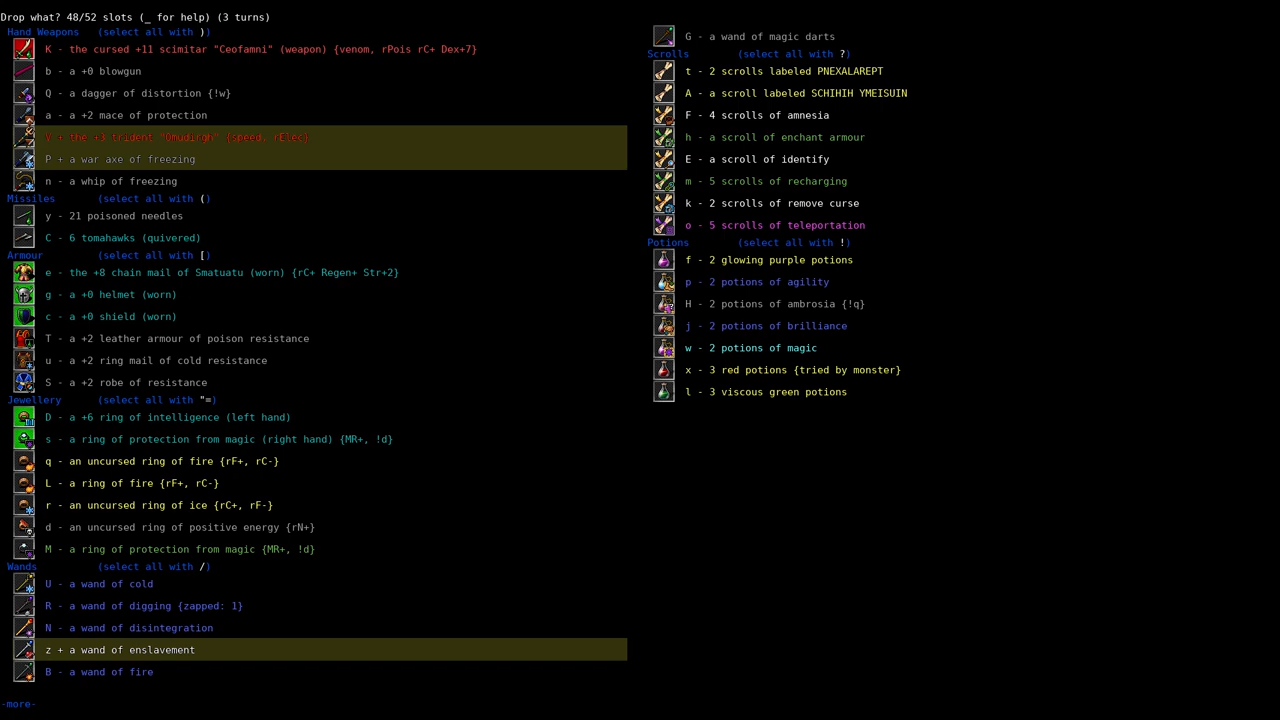 Drop what? 48/52 slots (_ for help) (3 turns)
Hand Weapons (select all with ))
K - the cursed +11 scimitar "Ceofamni" (weapon) {venom, rPois rC+ Dex+7}
b - a +0 blowgun
Q - a dagger of distortion {!w}
a - a +2 mace of protection
V + the +3 trident "Omudirgh" {speed, rElec}
P + a war axe of freezing
n - a whip of freezing
Missiles (select all with ()
y - 21 poisoned needles
C - 6 tomahawks (quivered)
Armour (select all with [)
e - the +8 chain mail of Smatuatu (worn) {rC+ Regen+ Str+2}
g - a +0 helmet (worn)
c - a +0 shield (worn)
T - a +2 leather armour of poison resistance
u - a +2 ring mail of cold resistance
S - a +2 robe of resistance
Jewellery (select all with "=)
D - a +6 ring of intelligence (left hand)
s - a ring of protection from magic (right hand) {MR+, !d}
q - an uncursed ring of fire {rF+, rC-}
L - a ring of fire {rF+, rC-}
r - an uncursed ring of ice {rC+, rF-}
d - an uncursed ring of positive energy {rN+}
M - a ring of protection from magic {MR+, !d}
Wands (select all with /)
U - a wand of cold
R - a wand of digging {zapped: 1}
N - a wand of disintegration
z + a wand of enslavement
B - a wand of fire
-more-
G - a wand of magic darts
Scrolls (select all with ?)
t - 2 scrolls labeled PNEXALAREPT
A - a scroll labeled SCHIHIH YMEISUIN
F - 4 scrolls of amnesia
h - a scroll of enchant armour
E - a scroll of identify
m - 5 scrolls of recharging
k - 2 scrolls of remove curse
o - 5 scrolls of teleportation
Potions (select all with !)
f - 2 glowing purple potions
p - 2 potions of agility
H - 2 potions of ambrosia {!q}
j - 2 potions of brilliance
w - 2 potions of magic
x - 3 red potions {tried by monster}
l - 3 viscous green potions